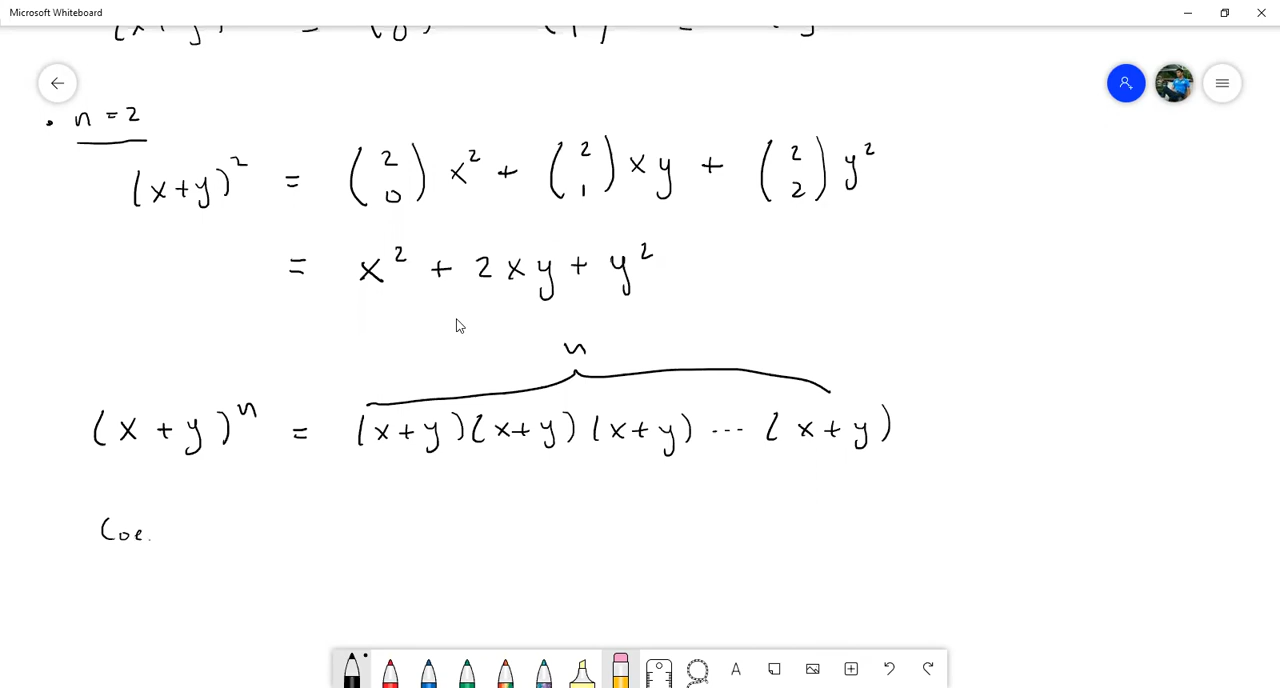 Microsoft Whiteboard
• n = 2
(x+y)² = (2 0) x² + (2 1) xy + (2 2) y²
= x² + 2xy + y²
n
(x + y)ⁿ = (x+y)(x+y)(x+y) ... (x+y)
Coe.
A